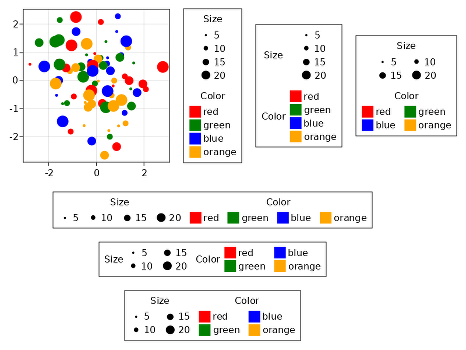 2
1
0
-1
-2
-2
0
2
Size
5
10
15
20
Color
red
green
blue
orange
Size
5
10
15
20
Color
red
green
blue
orange
Size
5 10
15 20
Color
red green
blue orange
Size Color
5 10 15 20 red green blue orange
Size 5 15 Color red blue
10 20 green orange
Size Color
5 15 red blue
10 20 green orange